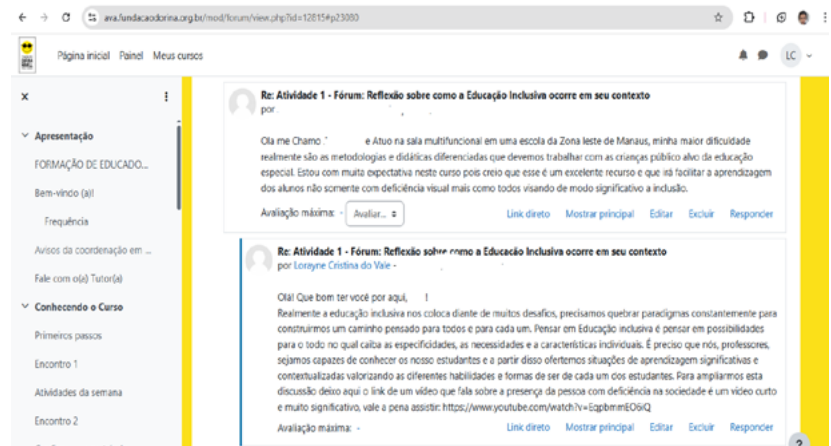 ava.fundacaodorina.org.br/mod/forum/view.php?id=12815#p23080
Página inicial Painel Meus cursos
LC
Apresentação
FORMAÇÃO DE EDUCADO...
Bem-vindo (a)!
Frequência
Avisos da coordenação em ...
Fale com o(a) Tutor(a)
Conhecendo o Curso
Primeiros passos
Encontro 1
Atividades da semana
Encontro 2
Re: Atividade 1 - Fórum: Reflexão sobre como a Educação Inclusiva ocorre em seu contexto
por
Ola me Chamo e Atuo na sala multifuncional em uma escola da Zona leste de Manaus, minha maior dificuldade
realmente são as metodologias e didáticas diferenciadas que devemos trabalhar com as crianças público alvo da educação
especial. Estou com muita expectativa neste curso pois creio que esse é um excelente recurso e que irá facilitar a aprendizagem
dos alunos não somente com deficiência visual mais como todos visando de modo significativo a inclusão.
Avaliação máxima: - Avaliar... Link direto Mostrar principal Editar Excluir Responder
Re: Atividade 1 - Fórum: Reflexão sobre como a Educação Inclusiva ocorre em seu contexto
por Lorayne Cristina do Vale -
Olá! Que bom ter você por aqui, !
Realmente a educação inclusiva nos coloca diante de muitos desafios, precisamos quebrar paradigmas constantemente para
construirmos um caminho pensado para todos e para cada um. Pensar em Educação inclusiva é pensar em possibilidades
para o todo no qual caiba as especificidades, as necessidades e a características individuais. É preciso que nós, professores,
sejamos capazes de conhecer os nosso estudantes e a partir disso ofertemos situações de aprendizagem significativas e
contextualizadas valorizando as diferentes habilidades e formas de ser de cada um dos estudantes. Para ampliarmos esta
discussão deixo aqui o link de um vídeo que fala sobre a presença da pessoa com deficiência na sociedade é um vídeo curto
e muito significativo, vale a pena assistir: https://www.youtube.com/watch?v=EqpbmmEO6iQ
Avaliação máxima: - Link direto Mostrar principal Editar Excluir Responder